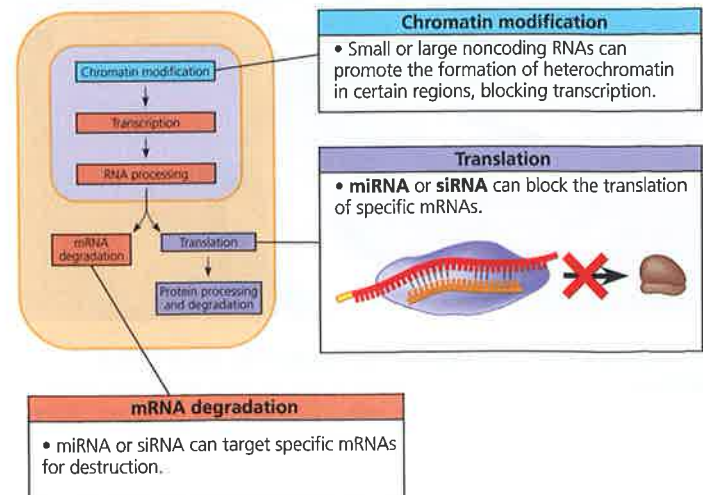 Chromatin modification
Transcription
RNA processing
mRNA
degradation
Translation
Protein processing
and degradation
Chromatin modification
• Small or large noncoding RNAs can
promote the formation of heterochromatin
in certain regions, blocking transcription.
Translation
• miRNA or siRNA can block the translation
of specific mRNAs.
mRNA degradation
• miRNA or siRNA can target specific mRNAs
for destruction.